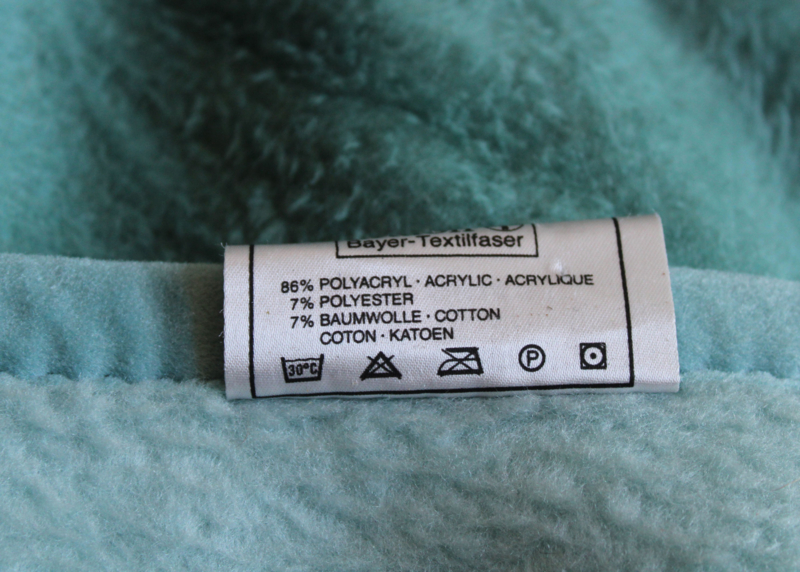 Bayer-Textilfaser
86% POLYACRYL · ACRYLIC · ACRYLIQUE
7% POLYESTER
7% BAUMWOLLE · COTTON
COTON · KATOEN
30°C
P